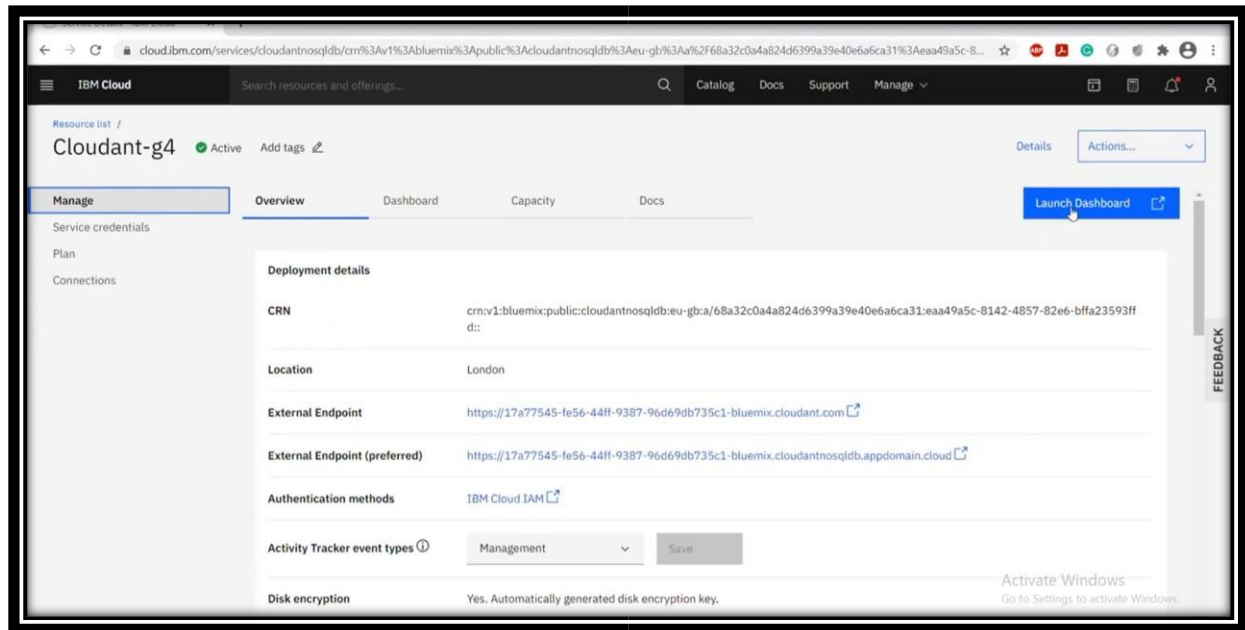 cloud.ibm.com/services/cloudantnosqldb/crn%3Av1%3Abluemix%3Apublic%3Acloudantnosqldb%3Aeu-gb%3Aa%2F68a32c0a4a824d6399a39e40e6a6ca31%3Aeaa49a5c-8...
IBM Cloud Search resources and offerings... Catalog Docs Support Manage
Resource list /
Cloudant-g4 Active Add tags Details Actions...
Manage Overview Dashboard Capacity Docs Launch Dashboard
Service credentials
Plan
Connections
Deployment details
CRN crn:v1:bluemix:public:cloudantnosqldb:eu-gb:a/68a32c0a4a824d6399a39e40e6a6ca31:eaa49a5c-8142-4857-82e6-bffa23593ff
d::
Location London
External Endpoint https://17a77545-fe56-44ff-9387-96d69db735c1-bluemix.cloudant.com
External Endpoint (preferred) https://17a77545-fe56-44ff-9387-96d69db735c1-bluemix.cloudantnosqldb.appdomain.cloud
Authentication methods IBM Cloud IAM
Activity Tracker event types Management Save
Disk encryption Yes. Automatically generated disk encryption key.
FEEDBACK
Activate Windows
Go to Settings to activate Windows.